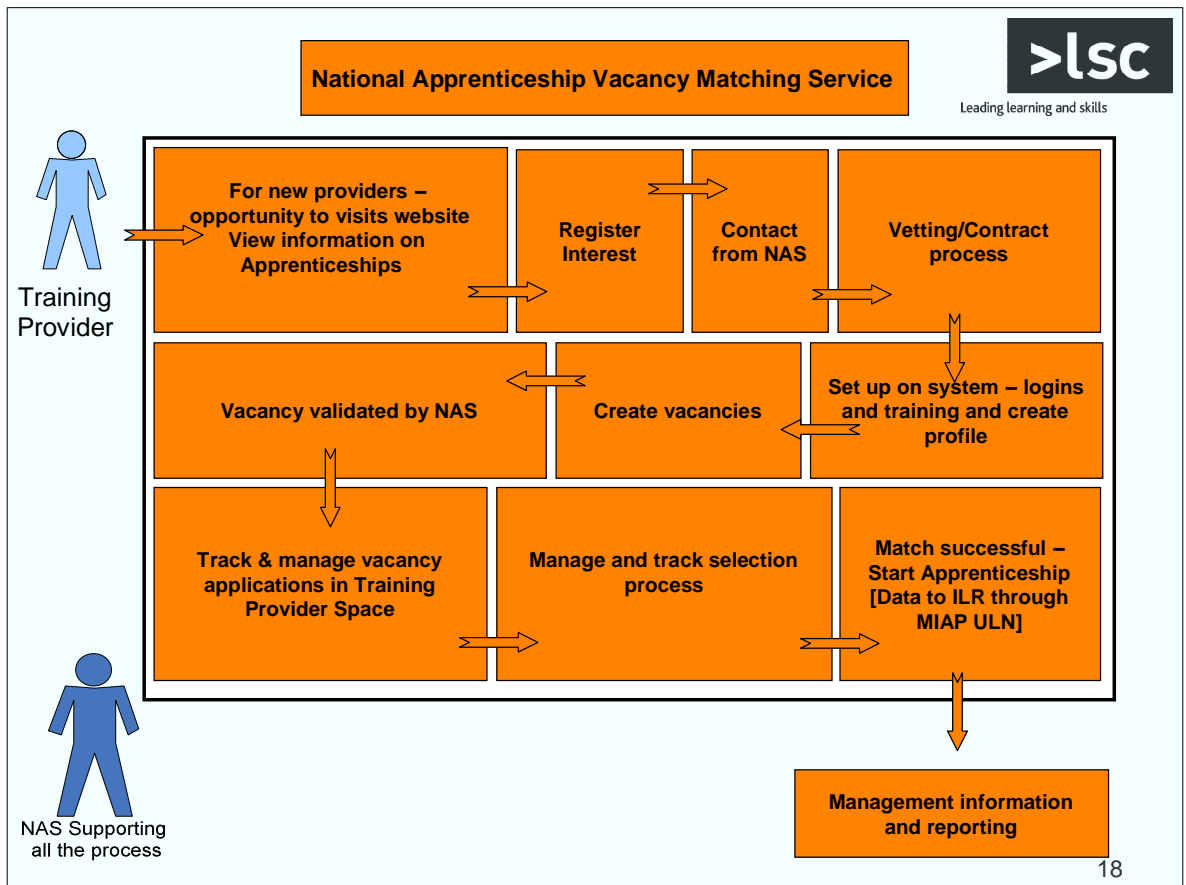 National Apprenticeship Vacancy Matching Service
>lsc
Leading learning and skills
Training
Provider
For new providers –
opportunity to visits website
View information on
Apprenticeships
Register
Interest
Contact
from NAS
Vetting/Contract
process
Set up on system – logins
and training and create
profile
Create vacancies
Vacancy validated by NAS
Track & manage vacancy
applications in Training
Provider Space
Manage and track selection
process
Match successful –
Start Apprenticeship
[Data to ILR through
MIAP ULN]
NAS Supporting
all the process
Management information
and reporting
18